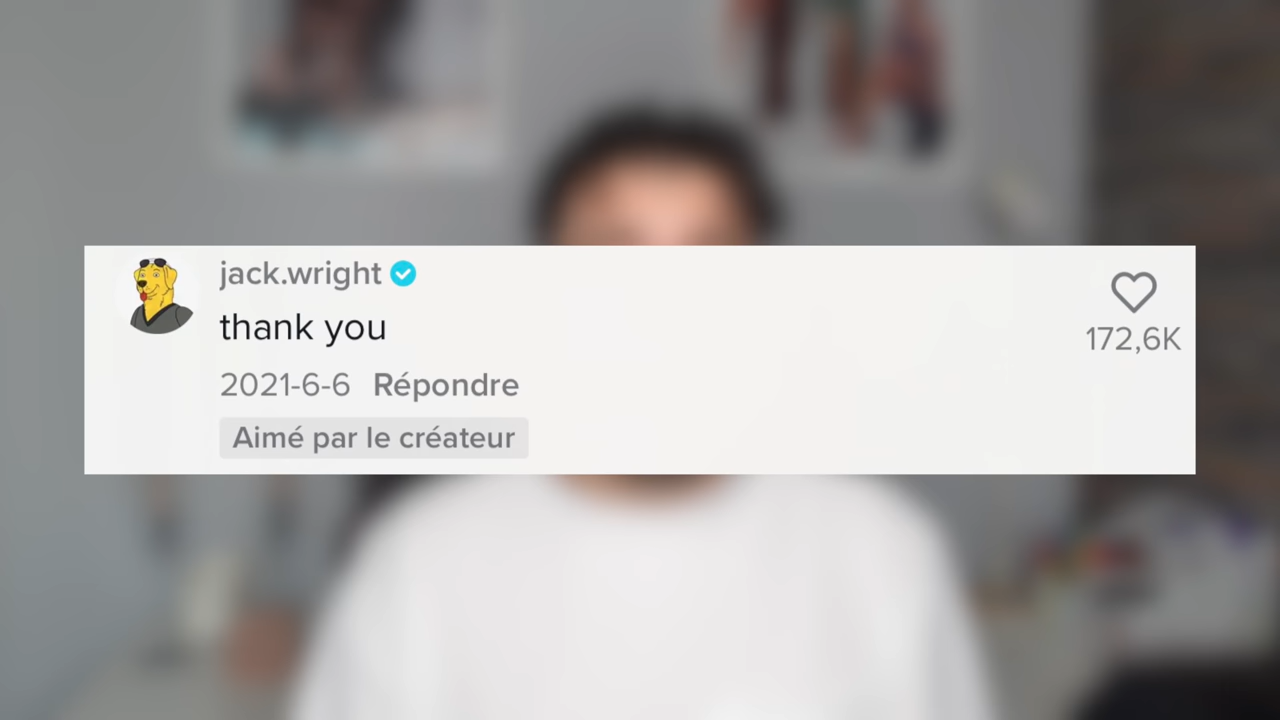 jack.wright
thank you
172,6K
2021-6-6 Répondre
Aimé par le créateur